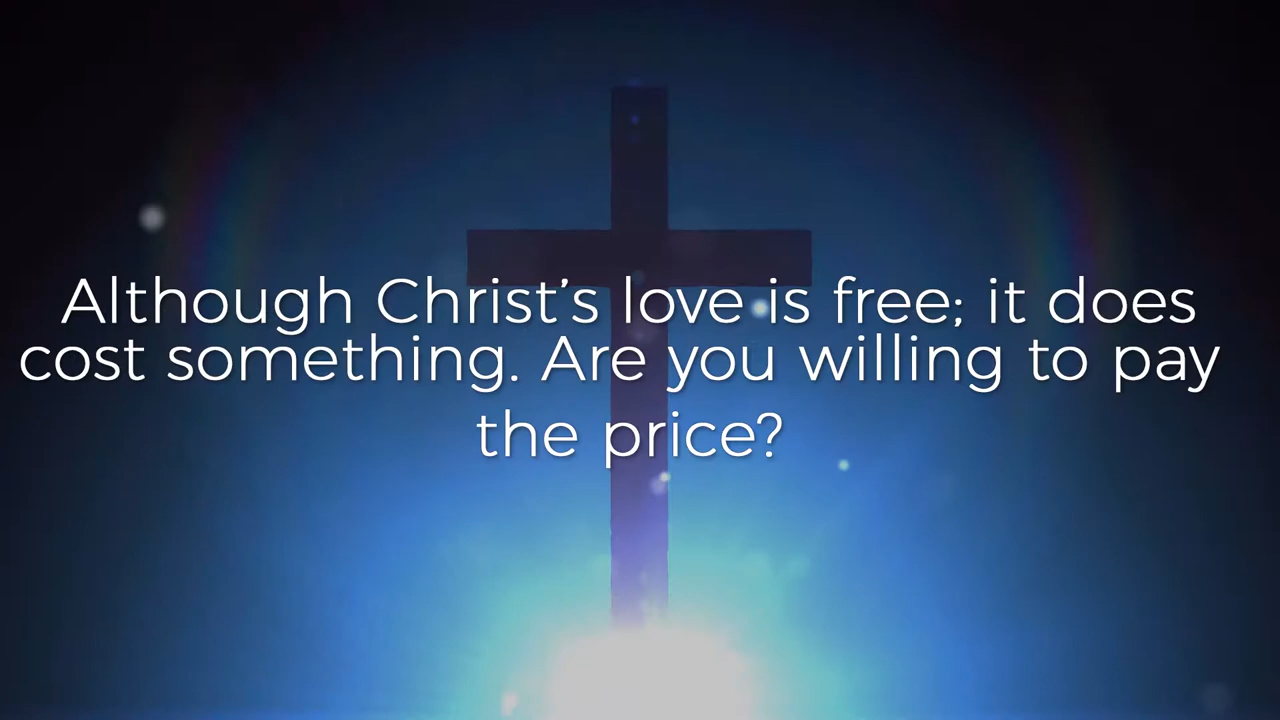 Although Christ’s love is free; it does
cost something. Are you willing to pay
the price?